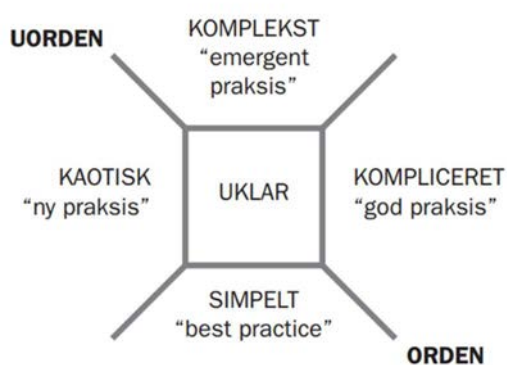 UORDEN
KOMPLEKST
“emergent
praksis”
KAOTISK
“ny praksis”
UKLAR
KOMPLICERET
“god praksis”
SIMPELT
“best practice”
ORDEN